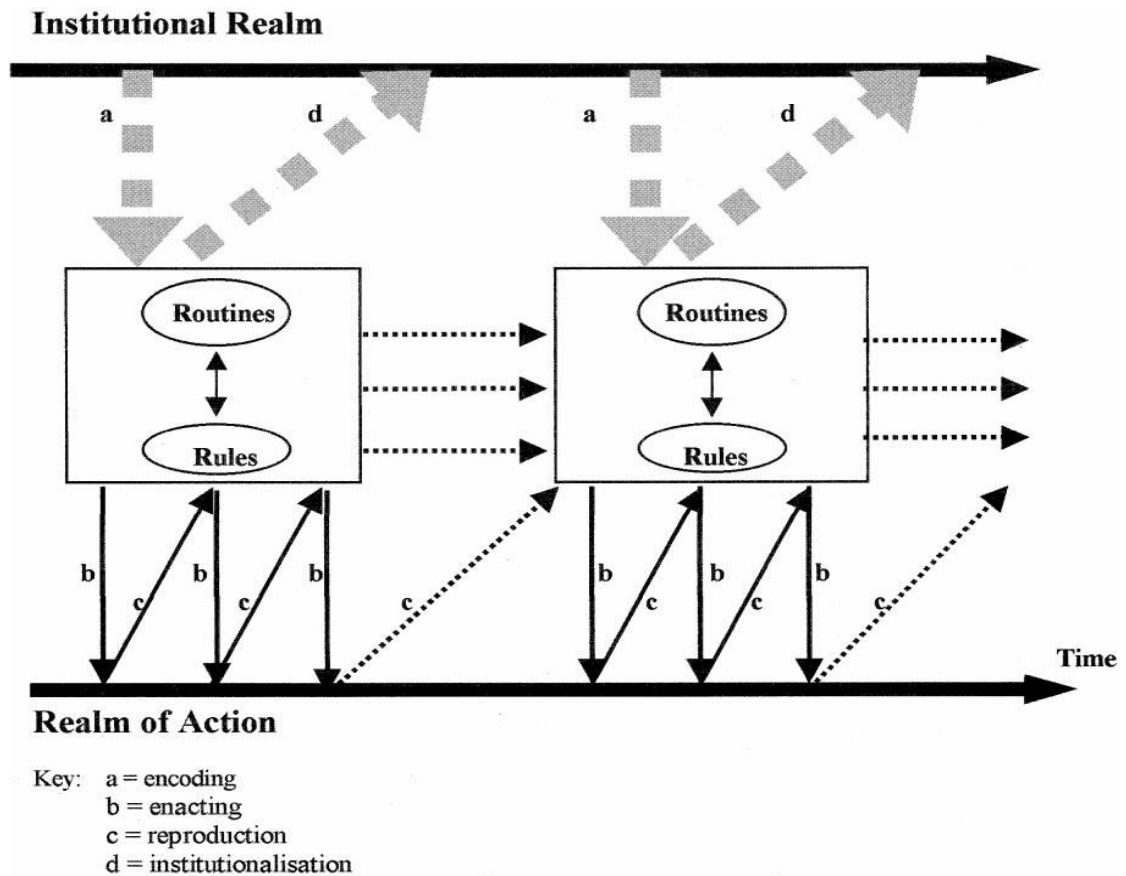 Institutional Realm
a
d
a
d
Routines
Routines
Rules
Rules
b
b
b
b
b
b
c
c
c
c
c
c
Time
Realm of Action
Key: a = encoding
b = enacting
c = reproduction
d = institutionalisation